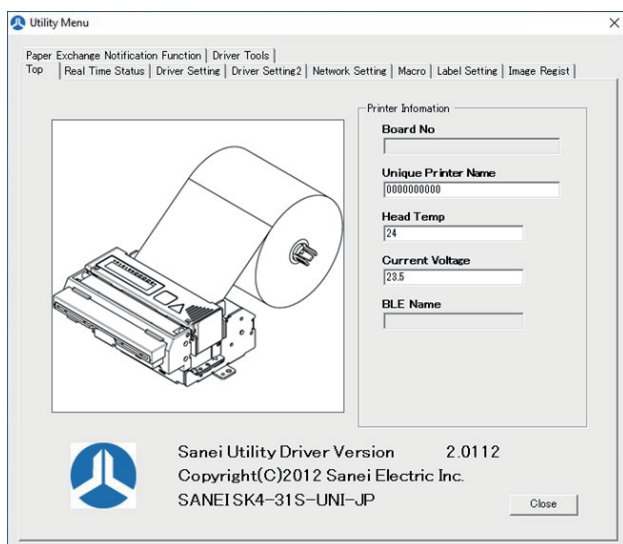 Utility Menu
Paper Exchange Notification Function | Driver Tools
Top | Real Time Status | Driver Setting | Driver Setting2 | Network Setting | Macro | Label Setting | Image Regist
Printer Infomation
Board No
Unique Printer Name
0000000000
Head Temp
24
Current Voltage
23.5
BLE Name
Sanei Utility Driver Version 2.0112
Copyright(C)2012 Sanei Electric Inc.
SANEI SK4-31S-UNI-JP
Close